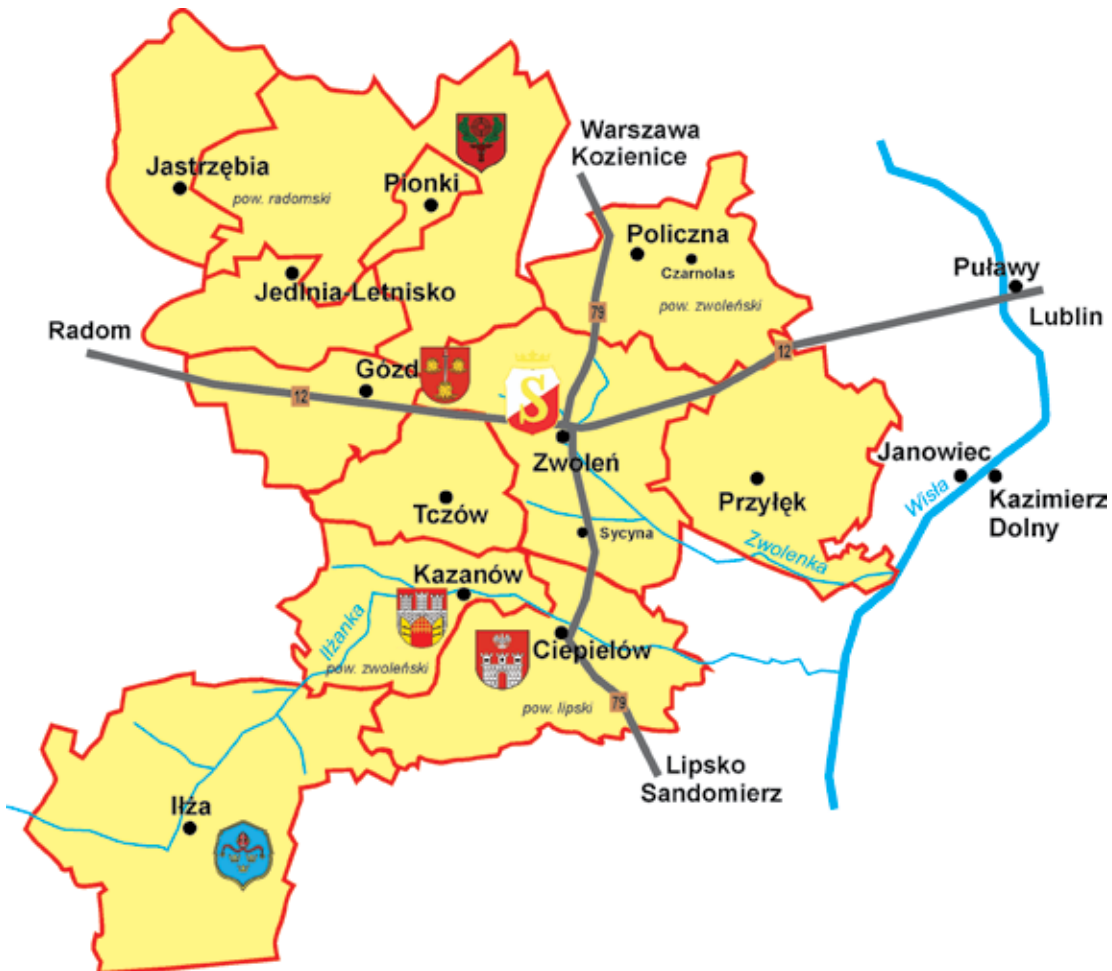 Warszawa
Kozienice
Jastrzębia
Pionki
pow. radomski
Policzna
Czarnolas
Puławy
Jedlnia-Letnisko
pow. zwoleński
79
Lublin
Radom
12
Gózd
12
S
Zwoleń
Janowiec
Przyłęk
Kazimierz
Dolny
Wisła
Tczów
Sycyna
Zwolenka
Kazanów
Iłżanka
Ciepielów
pow. zwoleński
pow. lipski
79
Lipsko
Sandomierz
Iłża